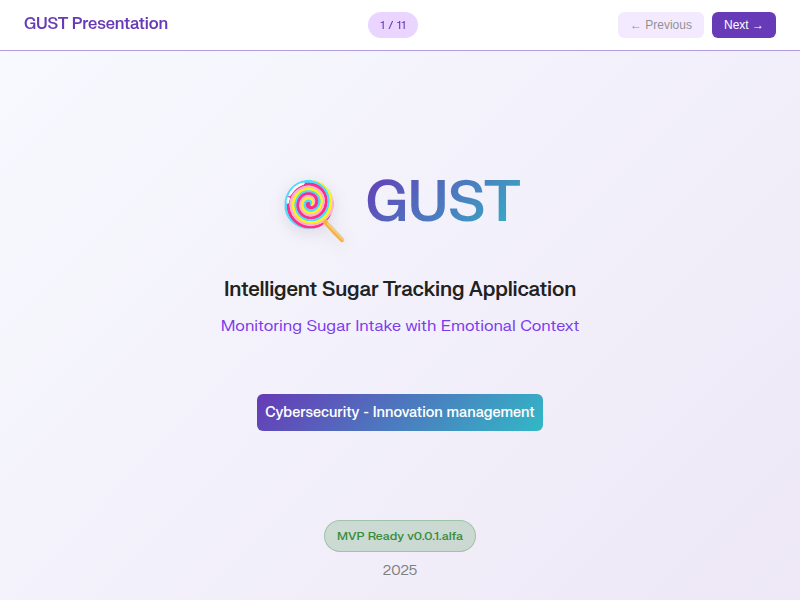 GUST Presentation
1 / 11
← Previous
Next →
GUST
Intelligent Sugar Tracking Application
Monitoring Sugar Intake with Emotional Context
Cybersecurity - Innovation management
MVP Ready v0.0.1.alfa
2025